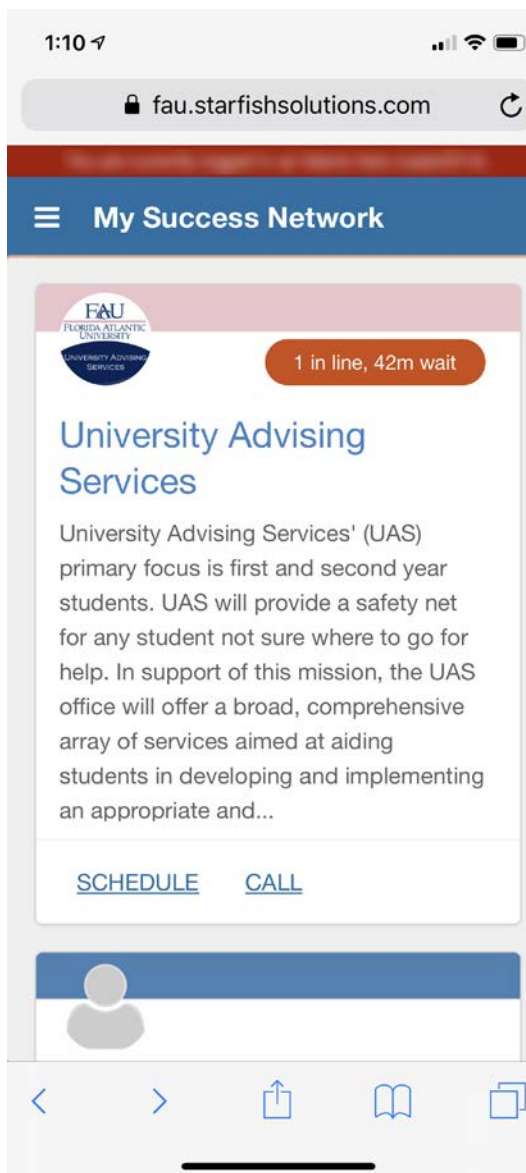 1:10
fau.starfishsolutions.com
My Success Network
FAU
FLORIDA ATLANTIC
UNIVERSITY
UNIVERSITY ADVISING
SERVICES
1 in line, 42m wait
University Advising
Services
University Advising Services' (UAS)
primary focus is first and second year
students. UAS will provide a safety net
for any student not sure where to go for
help. In support of this mission, the UAS
office will offer a broad, comprehensive
array of services aimed at aiding
students in developing and implementing
an appropriate and...
SCHEDULE CALL